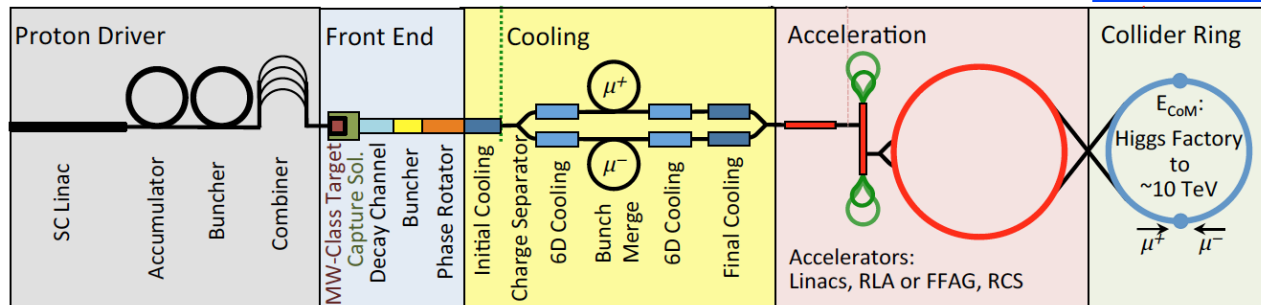 Proton Driver
SC Linac
Accumulator
Buncher
Combiner
Front End
MW-Class Target
Capture Sol.
Decay Channel
Buncher
Phase Rotator
Cooling
Initial Cooling
Charge Separator
6D Cooling
μ+
μ−
Bunch
Merge
6D Cooling
Final Cooling
Acceleration
Accelerators:
Linacs, RLA or FFAG, RCS
Collider Ring
ECoM:
Higgs Factory
to
~10 TeV
μ+ μ−